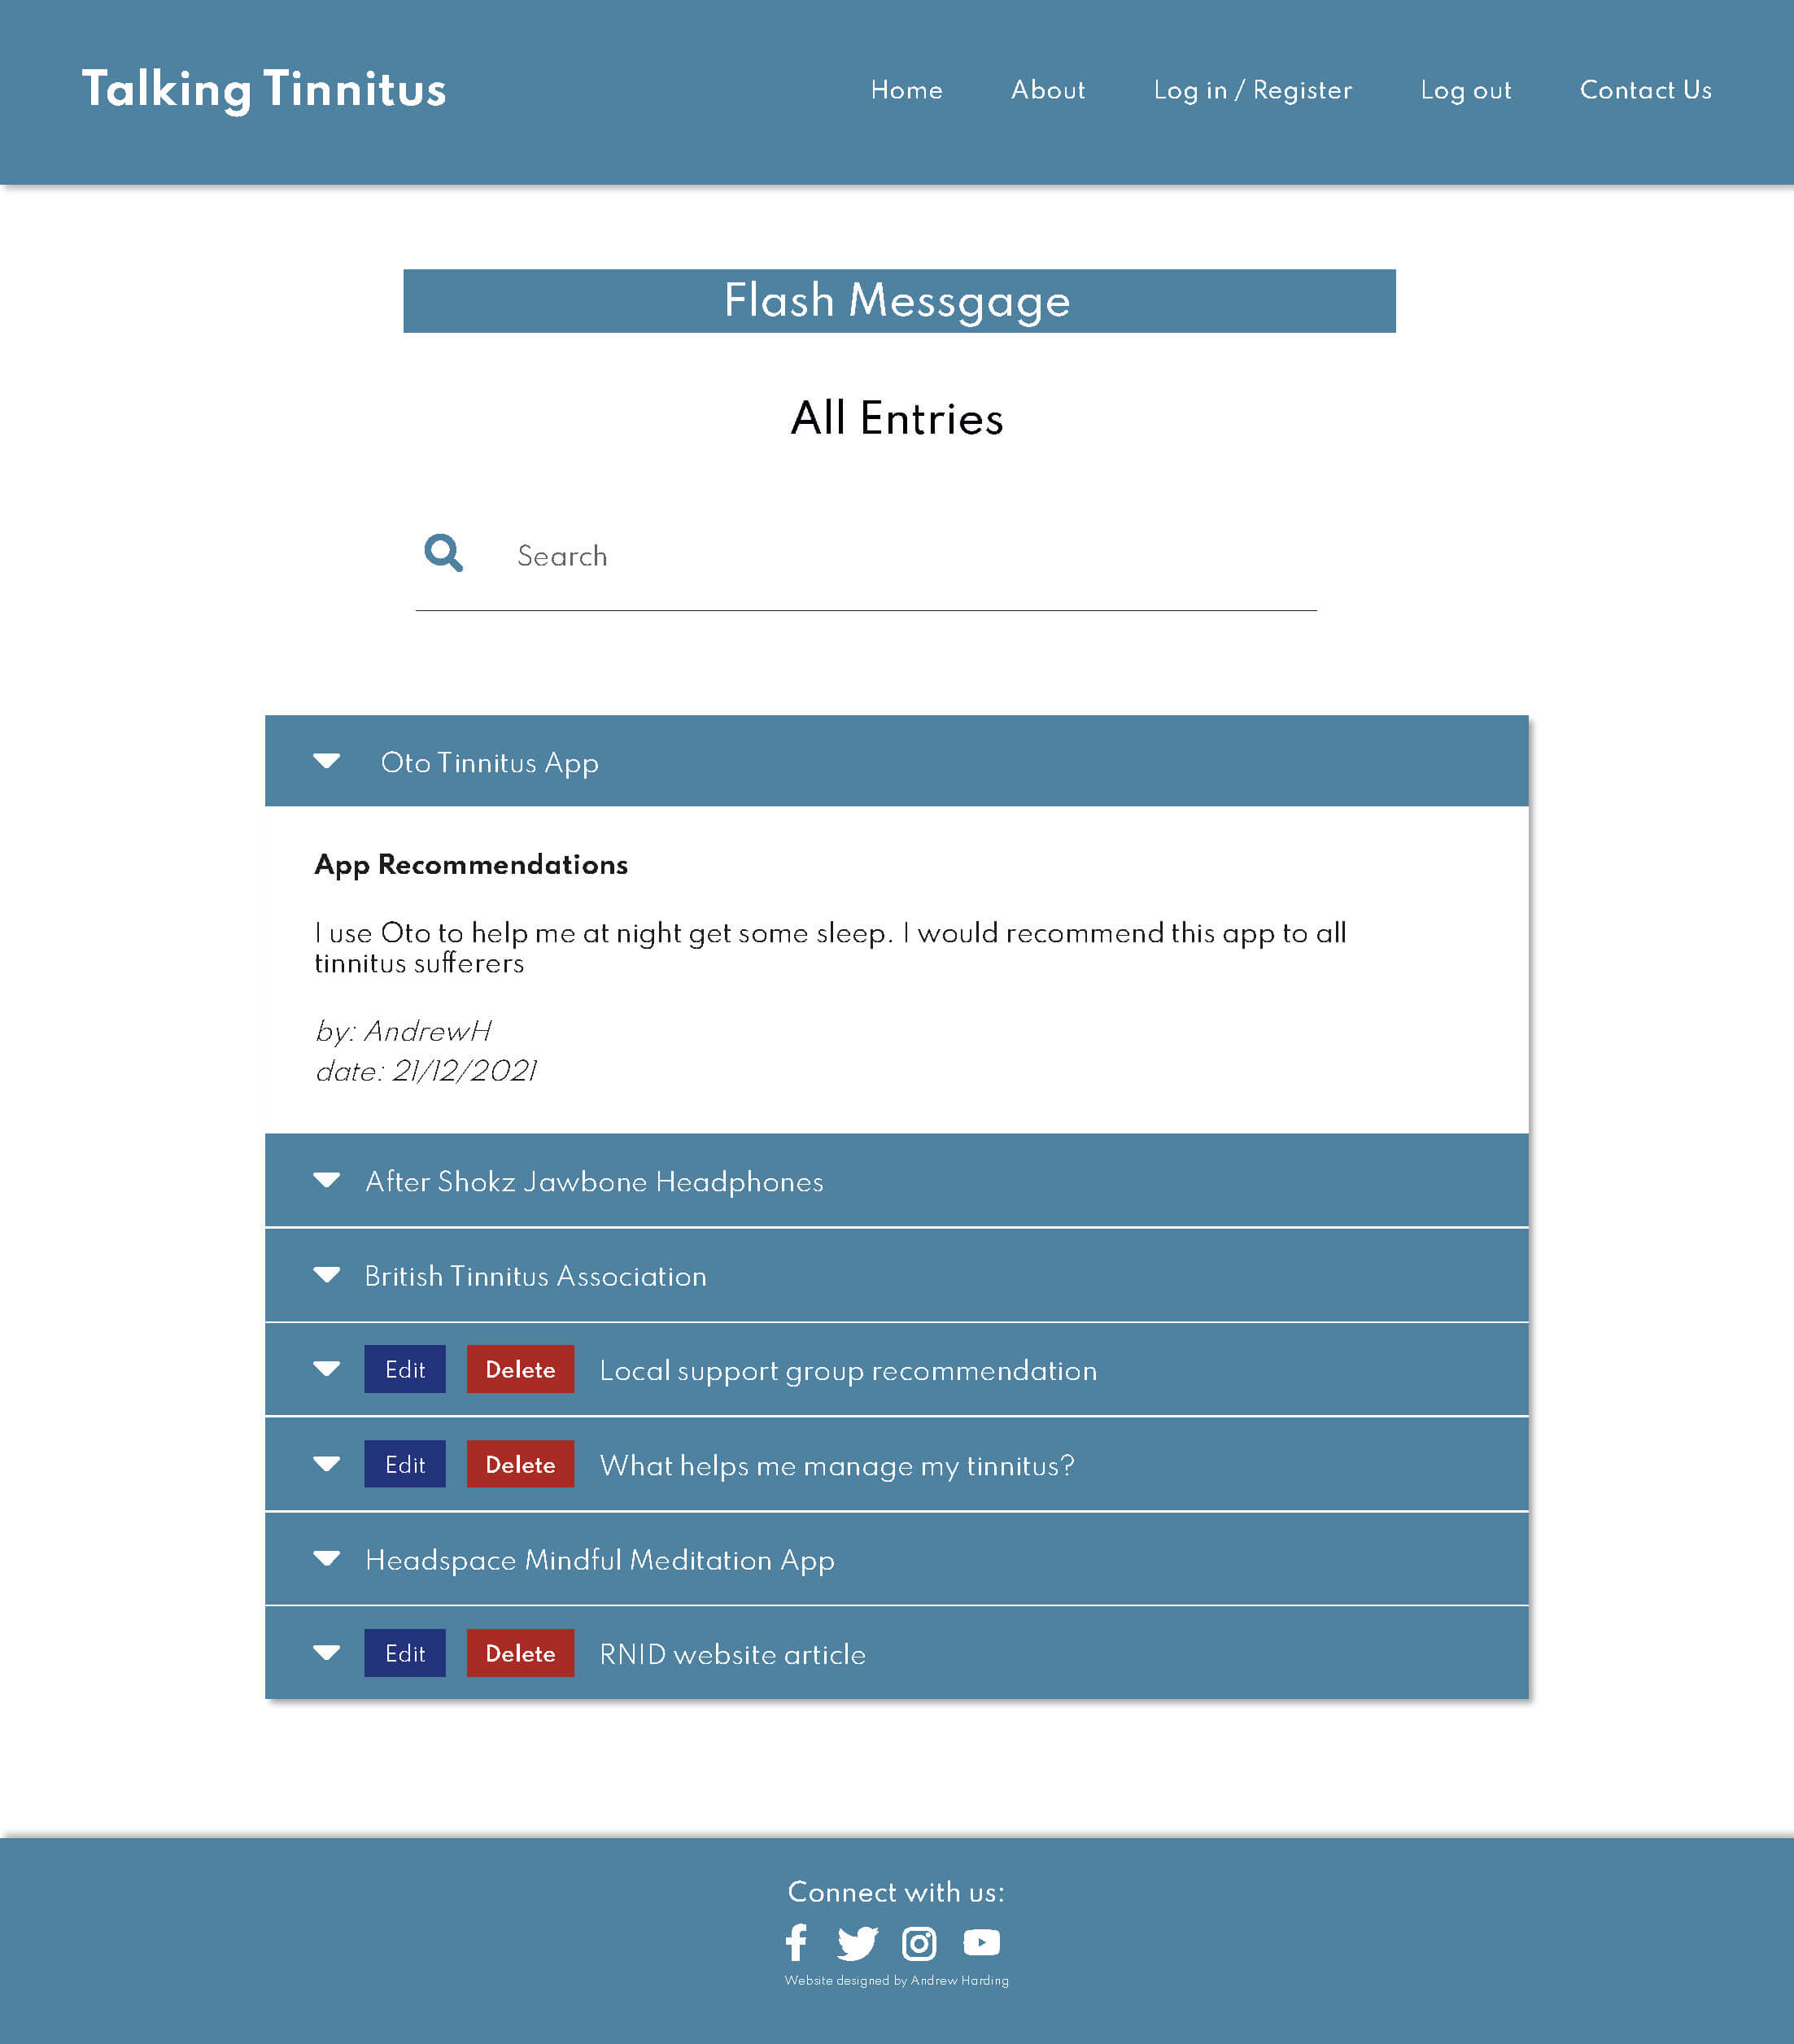 Talking Tinnitus
Home About Log in / Register Log out Contact Us
Flash Messgage
All Entries
Search
Oto Tinnitus App
App Recommendations
I use Oto to help me at night get some sleep. I would recommend this app to all
tinnitus sufferers
by: AndrewH
date: 21/12/2021
After Shokz Jawbone Headphones
British Tinnitus Association
Edit Delete Local support group recommendation
Edit Delete What helps me manage my tinnitus?
Headspace Mindful Meditation App
Edit Delete RNID website article
Connect with us:
Website designed by Andrew Harding